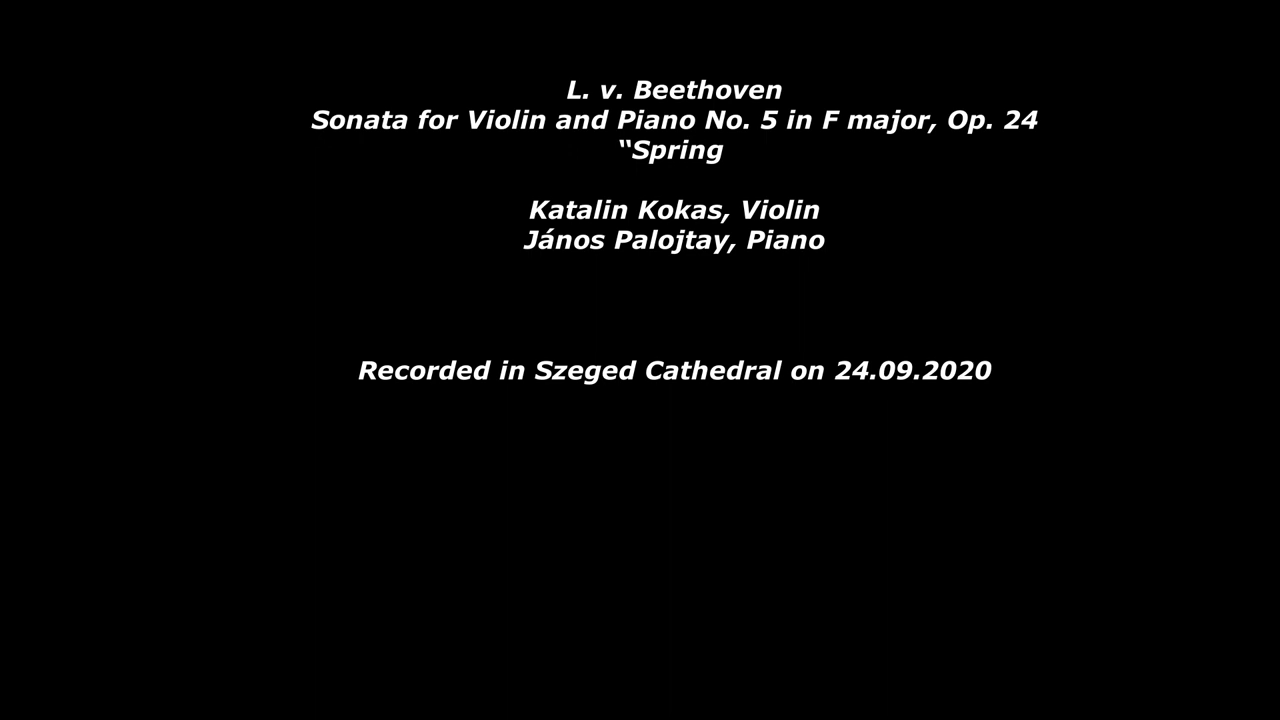 L. v. Beethoven
Sonata for Violin and Piano No. 5 in F major, Op. 24
“Spring
Katalin Kokas, Violin
János Palojtay, Piano
Recorded in Szeged Cathedral on 24.09.2020